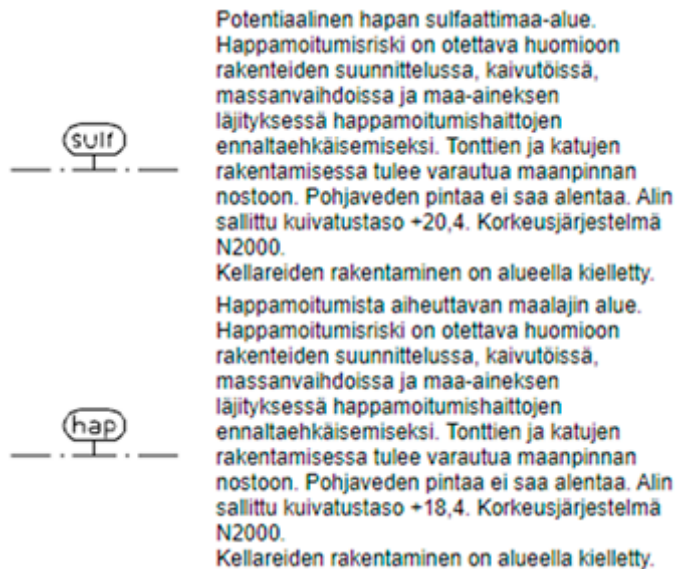 Potentiaalinen hapan sulfaattimaa-alue.
Happamoitumisriski on otettava huomioon
rakenteiden suunnittelussa, kaivutöissä,
massanvaihdoissa ja maa-aineksen
läjityksessä happamoitumishaittojen
ennaltaehkäisemiseksi. Tonttien ja katujen
rakentamisessa tulee varautua maanpinnan
nostoon. Pohjaveden pintaa ei saa alentaa. Alin
sallittu kuivatustaso +20,4. Korkeusjärjestelmä
N2000.
Kellareiden rakentaminen on alueella kielletty.
sulf
Happamoitumista aiheuttavan maalajin alue.
Happamoitumisriski on otettava huomioon
rakenteiden suunnittelussa, kaivutöissä,
massanvaihdoissa ja maa-aineksen
läjityksessä happamoitumishaittojen
ennaltaehkäisemiseksi. Tonttien ja katujen
rakentamisessa tulee varautua maanpinnan
nostoon. Pohjaveden pintaa ei saa alentaa. Alin
sallittu kuivatustaso +18,4. Korkeusjärjestelmä
N2000.
Kellareiden rakentaminen on alueella kielletty.
hap